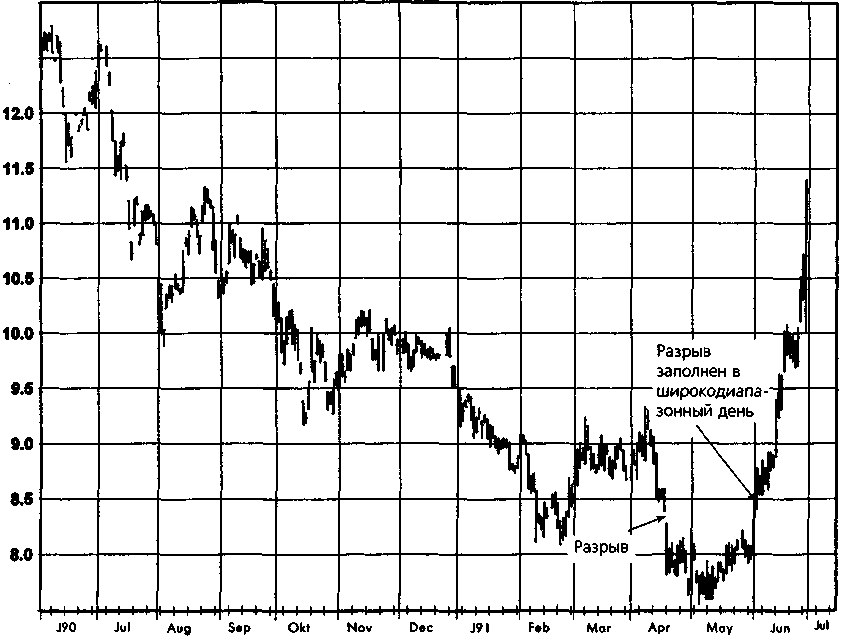 12.0
11.5
11.0
10.5
10.0
9.5
9.0
8.5
8.0
Разрыв
заполнен в
широкодиапа-
зонный день
Разрыв
J90 Jul Aug Sep Okt Nov Dec J91 Feb Mar Apr May Jun Jul